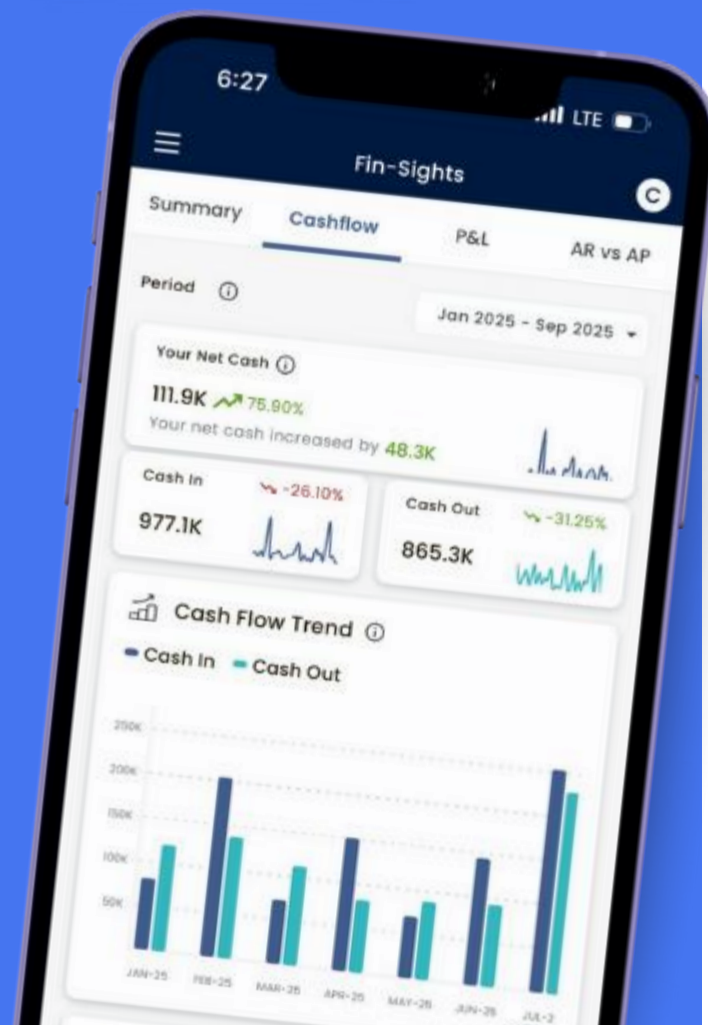 6:27 LTE
Fin-Sights C
Summary Cashflow P&L AR vs AP
Period Jan 2025 - Sep 2025
Your Net Cash
111.9K 75.90%
Your net cash increased by 48.3K
Cash In -26.10%
977.1K
Cash Out -31.25%
865.3K
Cash Flow Trend
Cash In Cash Out
250K
200K
150K
100K
50K
JAN-25 FEB-25 MAR-25 APR-25 MAY-25 JUN-25 JUL-2